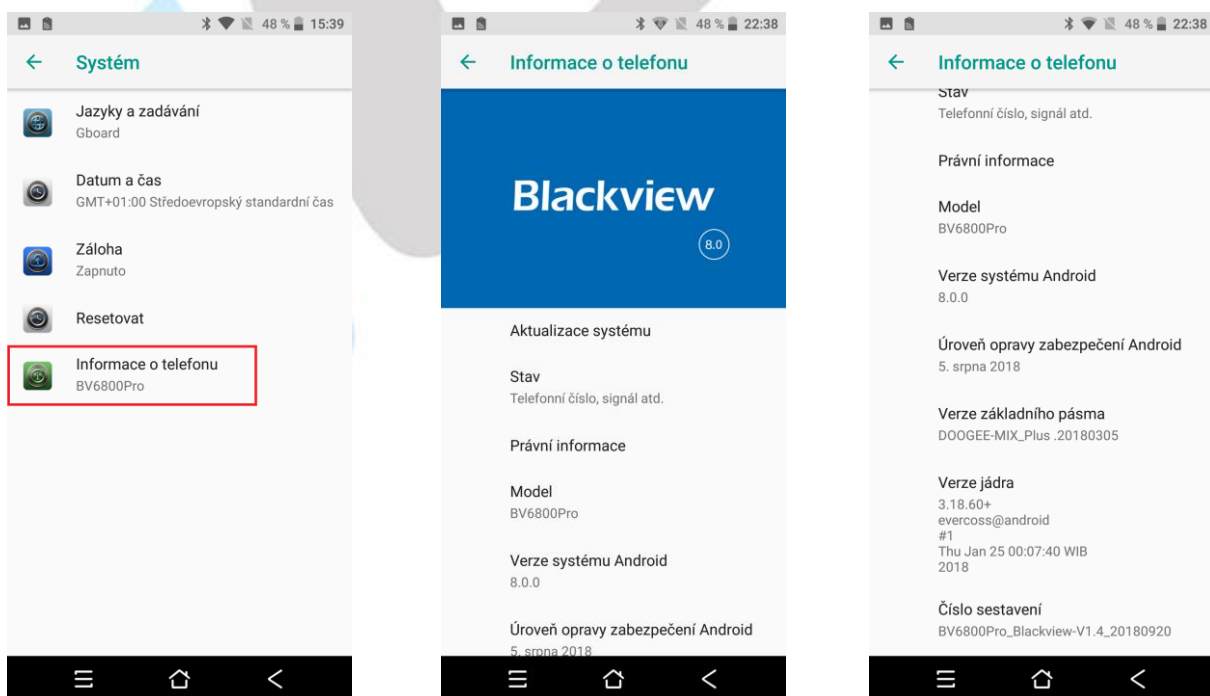 48 % 15:39
Systém
Jazyky a zadávání
Gboard
Datum a čas
GMT+01:00 Středoevropský standardní čas
Záloha
Zapnuto
Resetovat
Informace o telefonu
BV6800Pro
48 % 22:38
Informace o telefonu
Blackview
8.0
Aktualizace systému
Stav
Telefonní číslo, signál atd.
Právní informace
Model
BV6800Pro
Verze systému Android
8.0.0
Úroveň opravy zabezpečení Android
5. srpna 2018
48 % 22:38
Informace o telefonu
Stav
Telefonní číslo, signál atd.
Právní informace
Model
BV6800Pro
Verze systému Android
8.0.0
Úroveň opravy zabezpečení Android
5. srpna 2018
Verze základního pásma
DOOGEE-MIX_Plus .20180305
Verze jádra
3.18.60+
evercoss@android
#1
Thu Jan 25 00:07:40 WIB
2018
Číslo sestavení
BV6800Pro_Blackview-V1.4_20180920